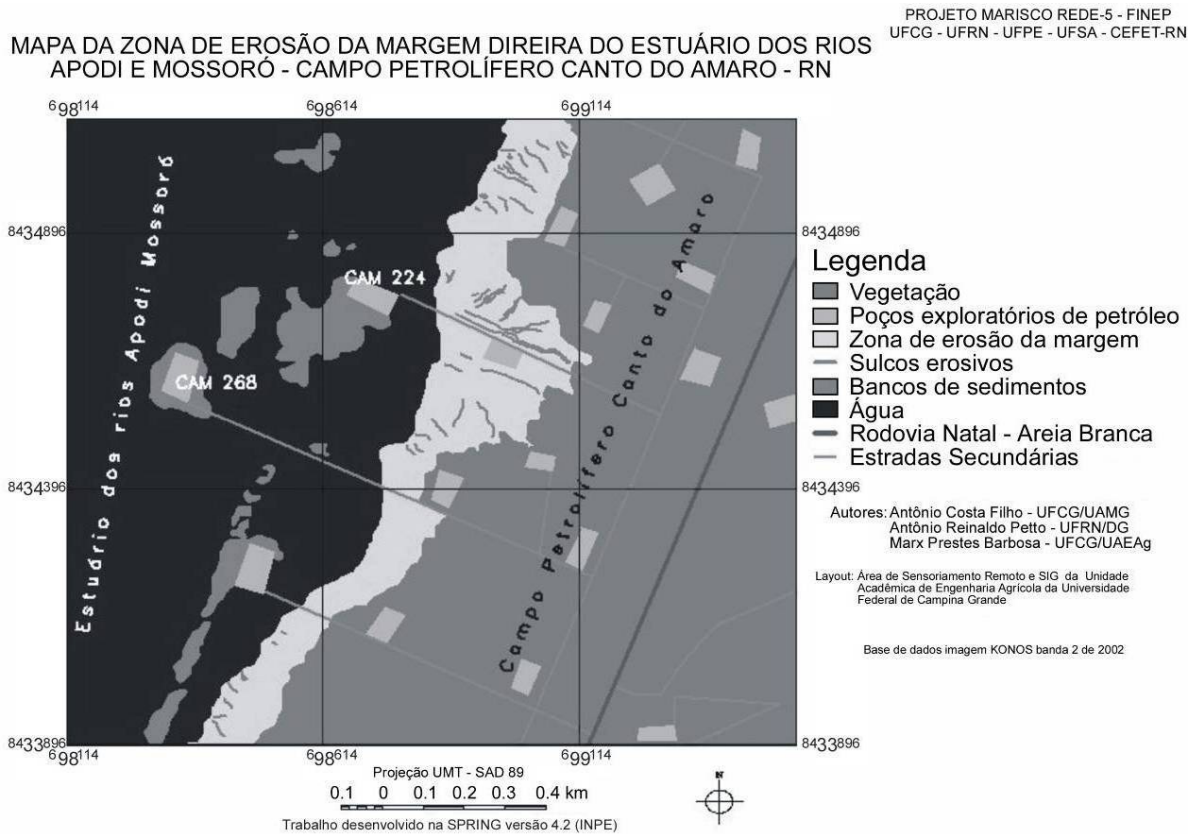 PROJETO MARISCO REDE-5 - FINEP
UFCG - UFRN - UFPE - UFSA - CEFET-RN
MAPA DA ZONA DE EROSÃO DA MARGEM DIREIRA DO ESTUÁRIO DOS RIOS
APODI E MOSSORÓ - CAMPO PETROLÍFERO CANTO DO AMARO - RN
698114
698614
699114
8434896
8434896
8434396
8434396
8433896
8433896
698114
698614
699114
Estuário dos rios Apodi Mossoró
CAM 224
CAM 268
Campo Petrolífero Canto do Amaro
Legenda
Vegetação
Poços exploratórios de petróleo
Zona de erosão da margem
Sulcos erosivos
Bancos de sedimentos
Água
Rodovia Natal - Areia Branca
Estradas Secundárias
Autores: Antônio Costa Filho - UFCG/UAMG
Antônio Reinaldo Petto - UFRN/DG
Marx Prestes Barbosa - UFCG/UAEAg
Layout: Área de Sensoriamento Remoto e SIG da Unidade
Acadêmica de Engenharia Agrícola da Universidade
Federal de Campina Grande
Base de dados imagem KONOS banda 2 de 2002
Projeção UMT - SAD 89
0.1 0 0.1 0.2 0.3 0.4 km
Trabalho desenvolvido na SPRING versão 4.2 (INPE)
N